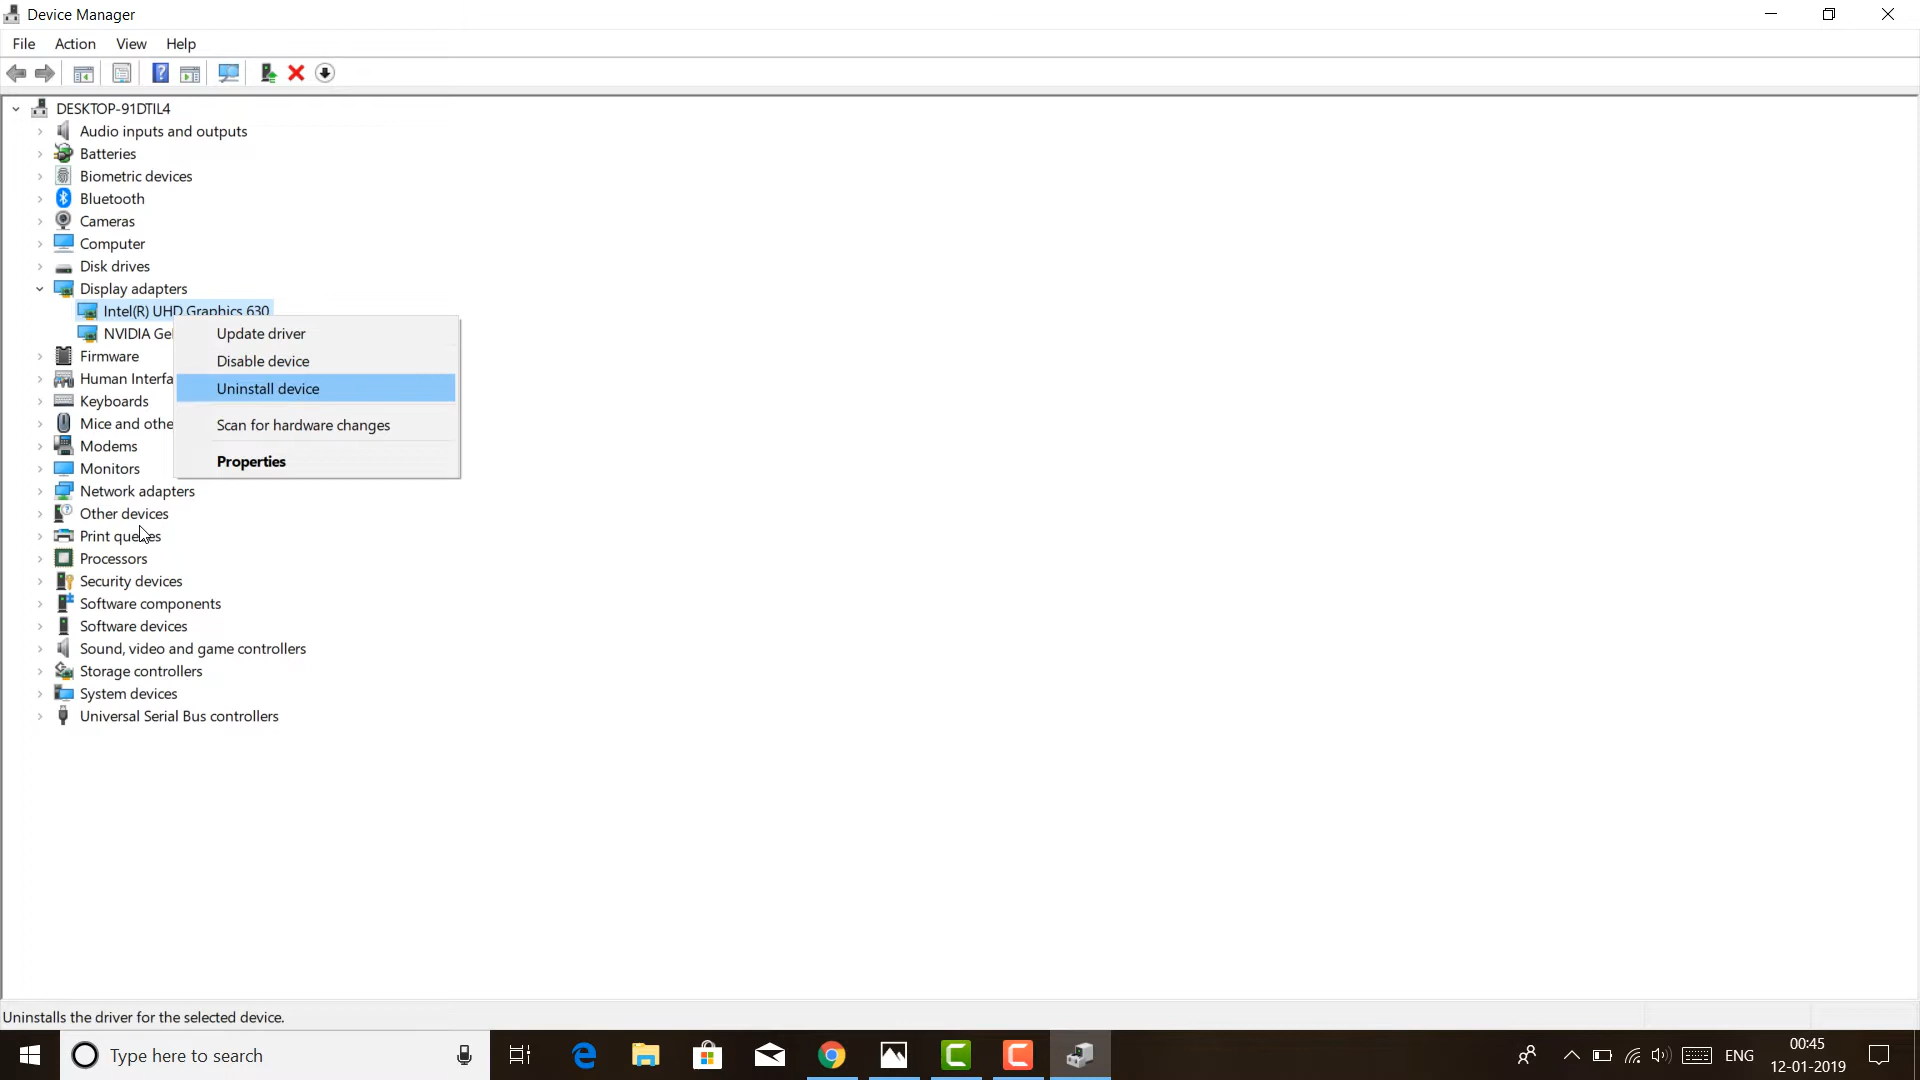 Device Manager
File Action View Help
DESKTOP-91DTIL4
Audio inputs and outputs
Batteries
Biometric devices
Bluetooth
Cameras
Computer
Disk drives
Display adapters
Intel(R) UHD Graphics 630
NVIDIA Ge
Update driver
Disable device
Uninstall device
Scan for hardware changes
Properties
Firmware
Human Interfa
Keyboards
Mice and othe
Modems
Monitors
Network adapters
Other devices
Print queues
Processors
Security devices
Software components
Software devices
Sound, video and game controllers
Storage controllers
System devices
Universal Serial Bus controllers
Uninstalls the driver for the selected device.
Type here to search
ENG
00:45
12-01-2019